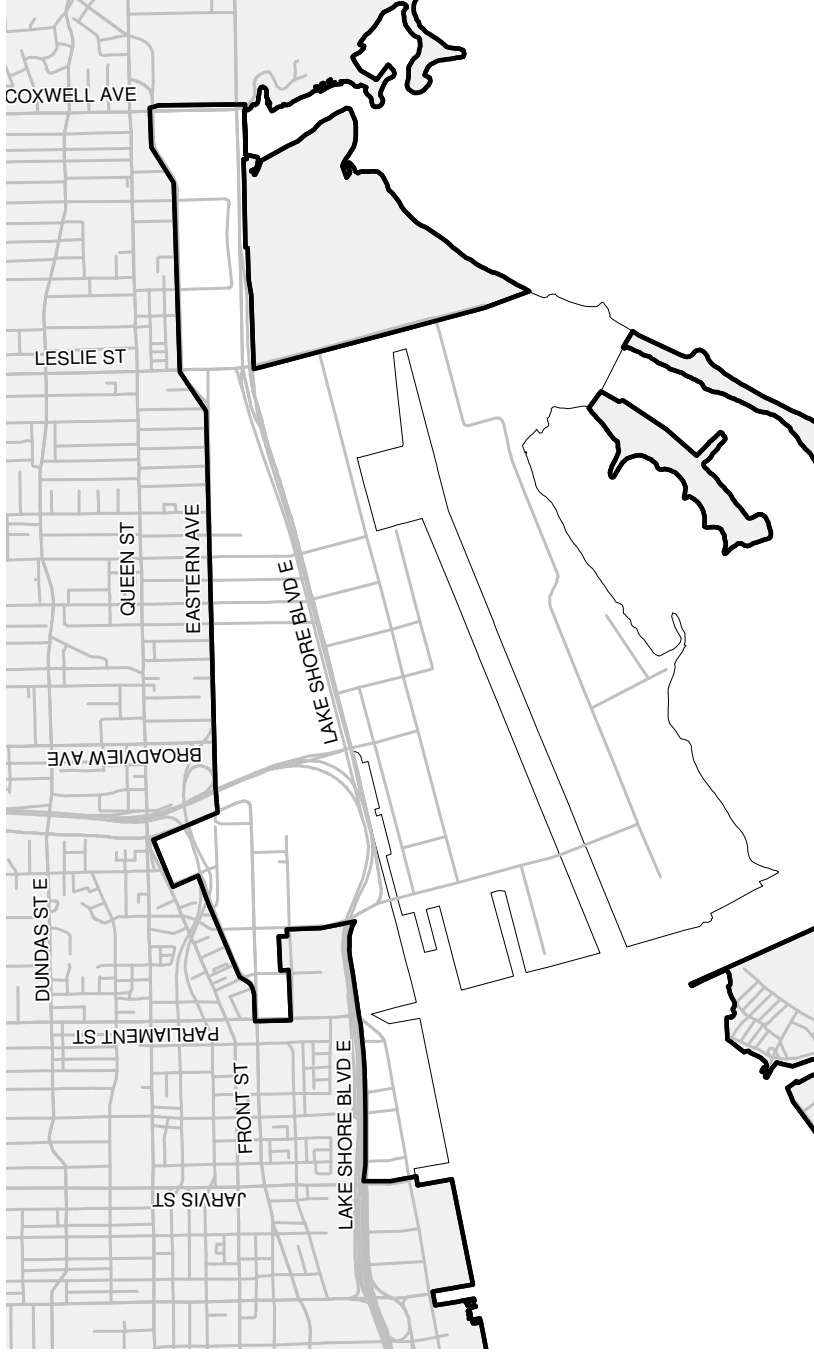 COXWELL AVE
LESLIE ST
QUEEN ST
EASTERN AVE
LAKE SHORE BLVD E
BROADVIEW AVE
DUNDAS ST E
PARLIAMENT ST
FRONT ST
LAKE SHORE BLVD E
JARVIS ST